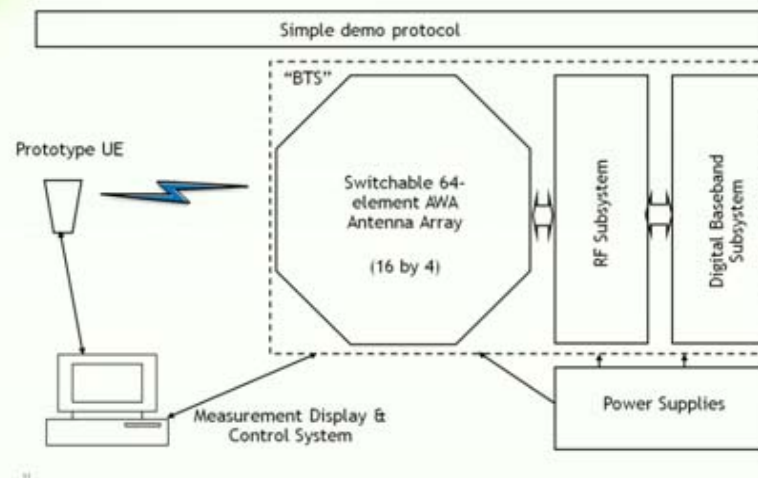 Simple demo protocol
“BTS”
Prototype UE
Switchable 64-
element AWA
Antenna Array
(16 by 4)
RF Subsystem
Digital Baseband
Subsystem
Measurement Display &
Control System
Power Supplies